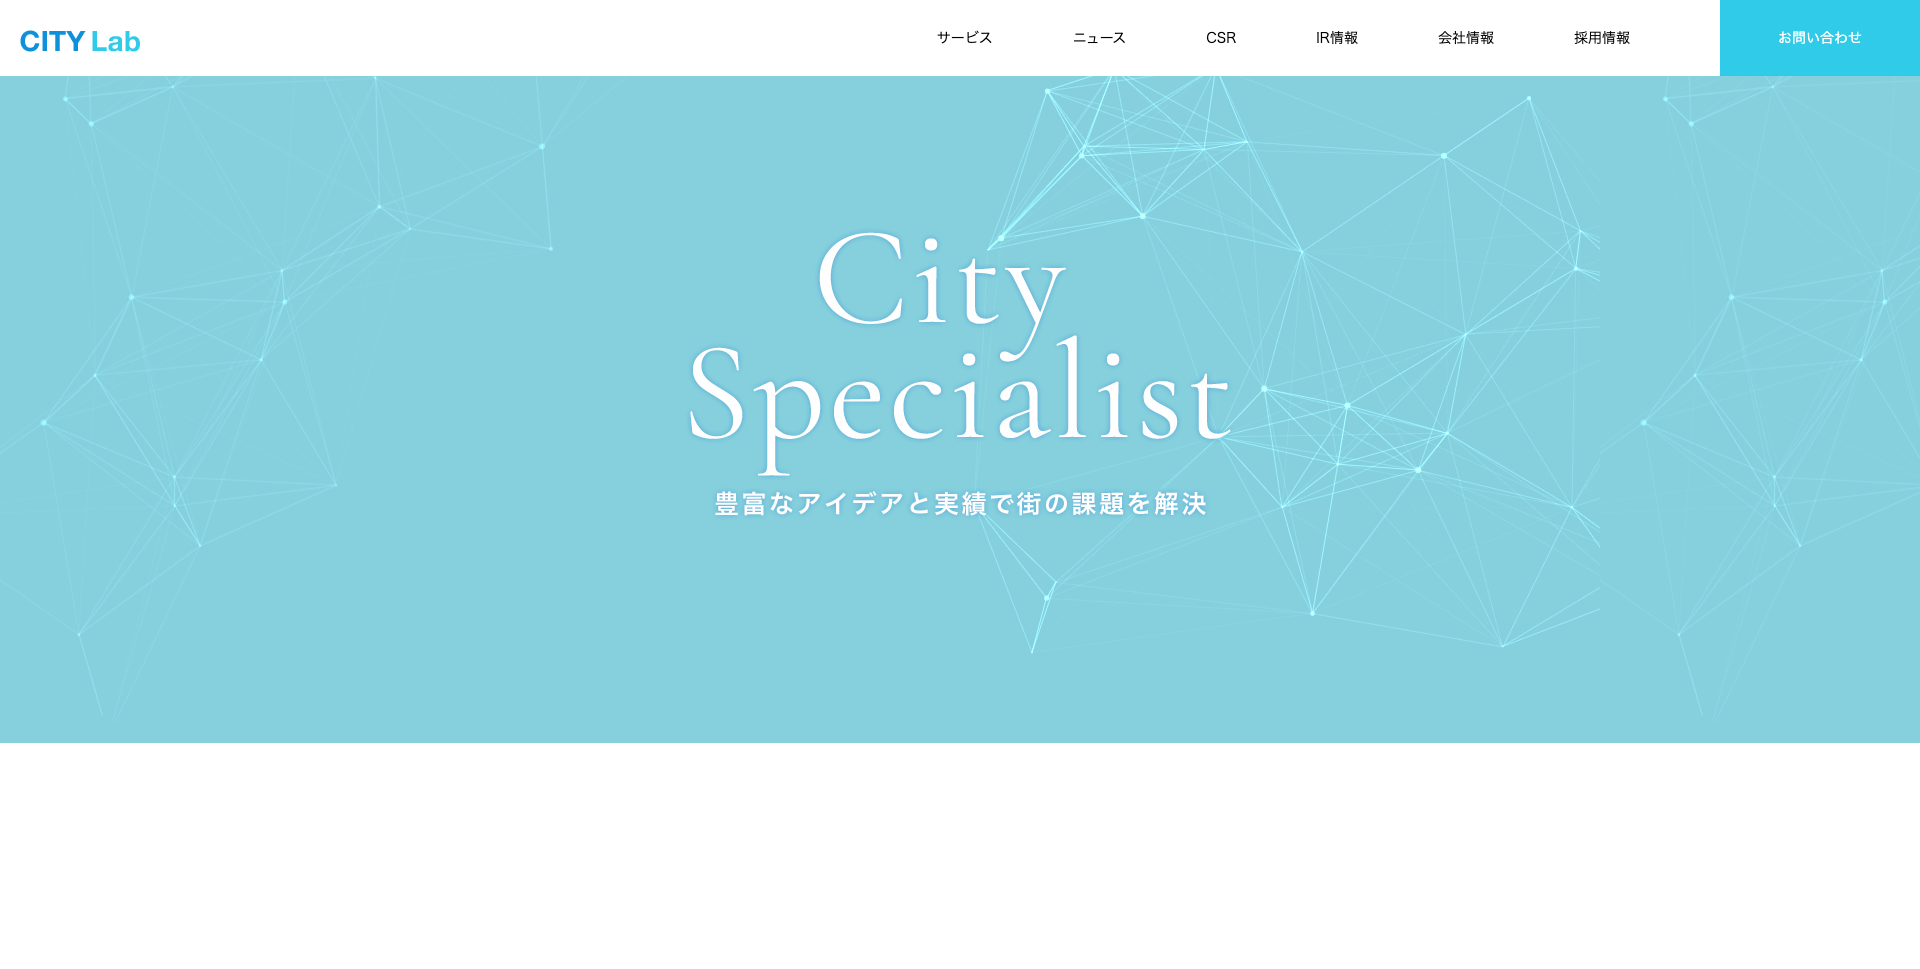 CITY Lab
サービス
ニュース
CSR
IR情報
会社情報
採用情報
お問い合わせ
City
Specialist
豊富なアイデアと実績で街の課題を解決